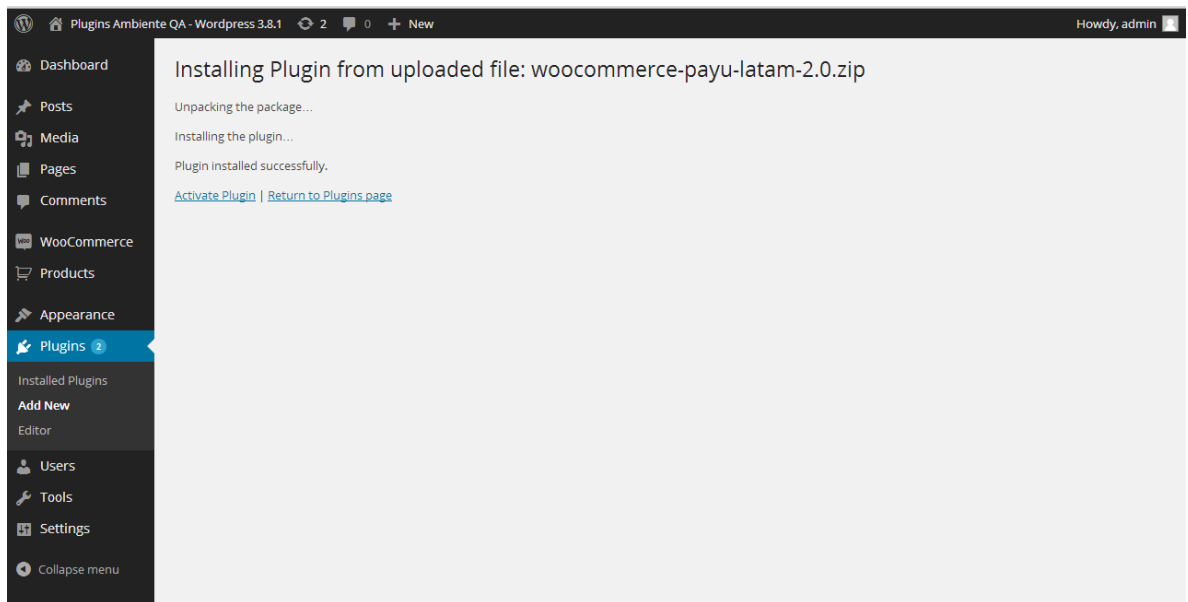 Plugins Ambiente QA - Wordpress 3.8.1 2 0 + New Howdy, admin
Dashboard
Posts
Media
Pages
Comments
Woo WooCommerce
Products
Appearance
Plugins 2
Installed Plugins
Add New
Editor
Users
Tools
Settings
Collapse menu
Installing Plugin from uploaded file: woocommerce-payu-latam-2.0.zip
Unpacking the package…
Installing the plugin…
Plugin installed successfully.
Activate Plugin | Return to Plugins page